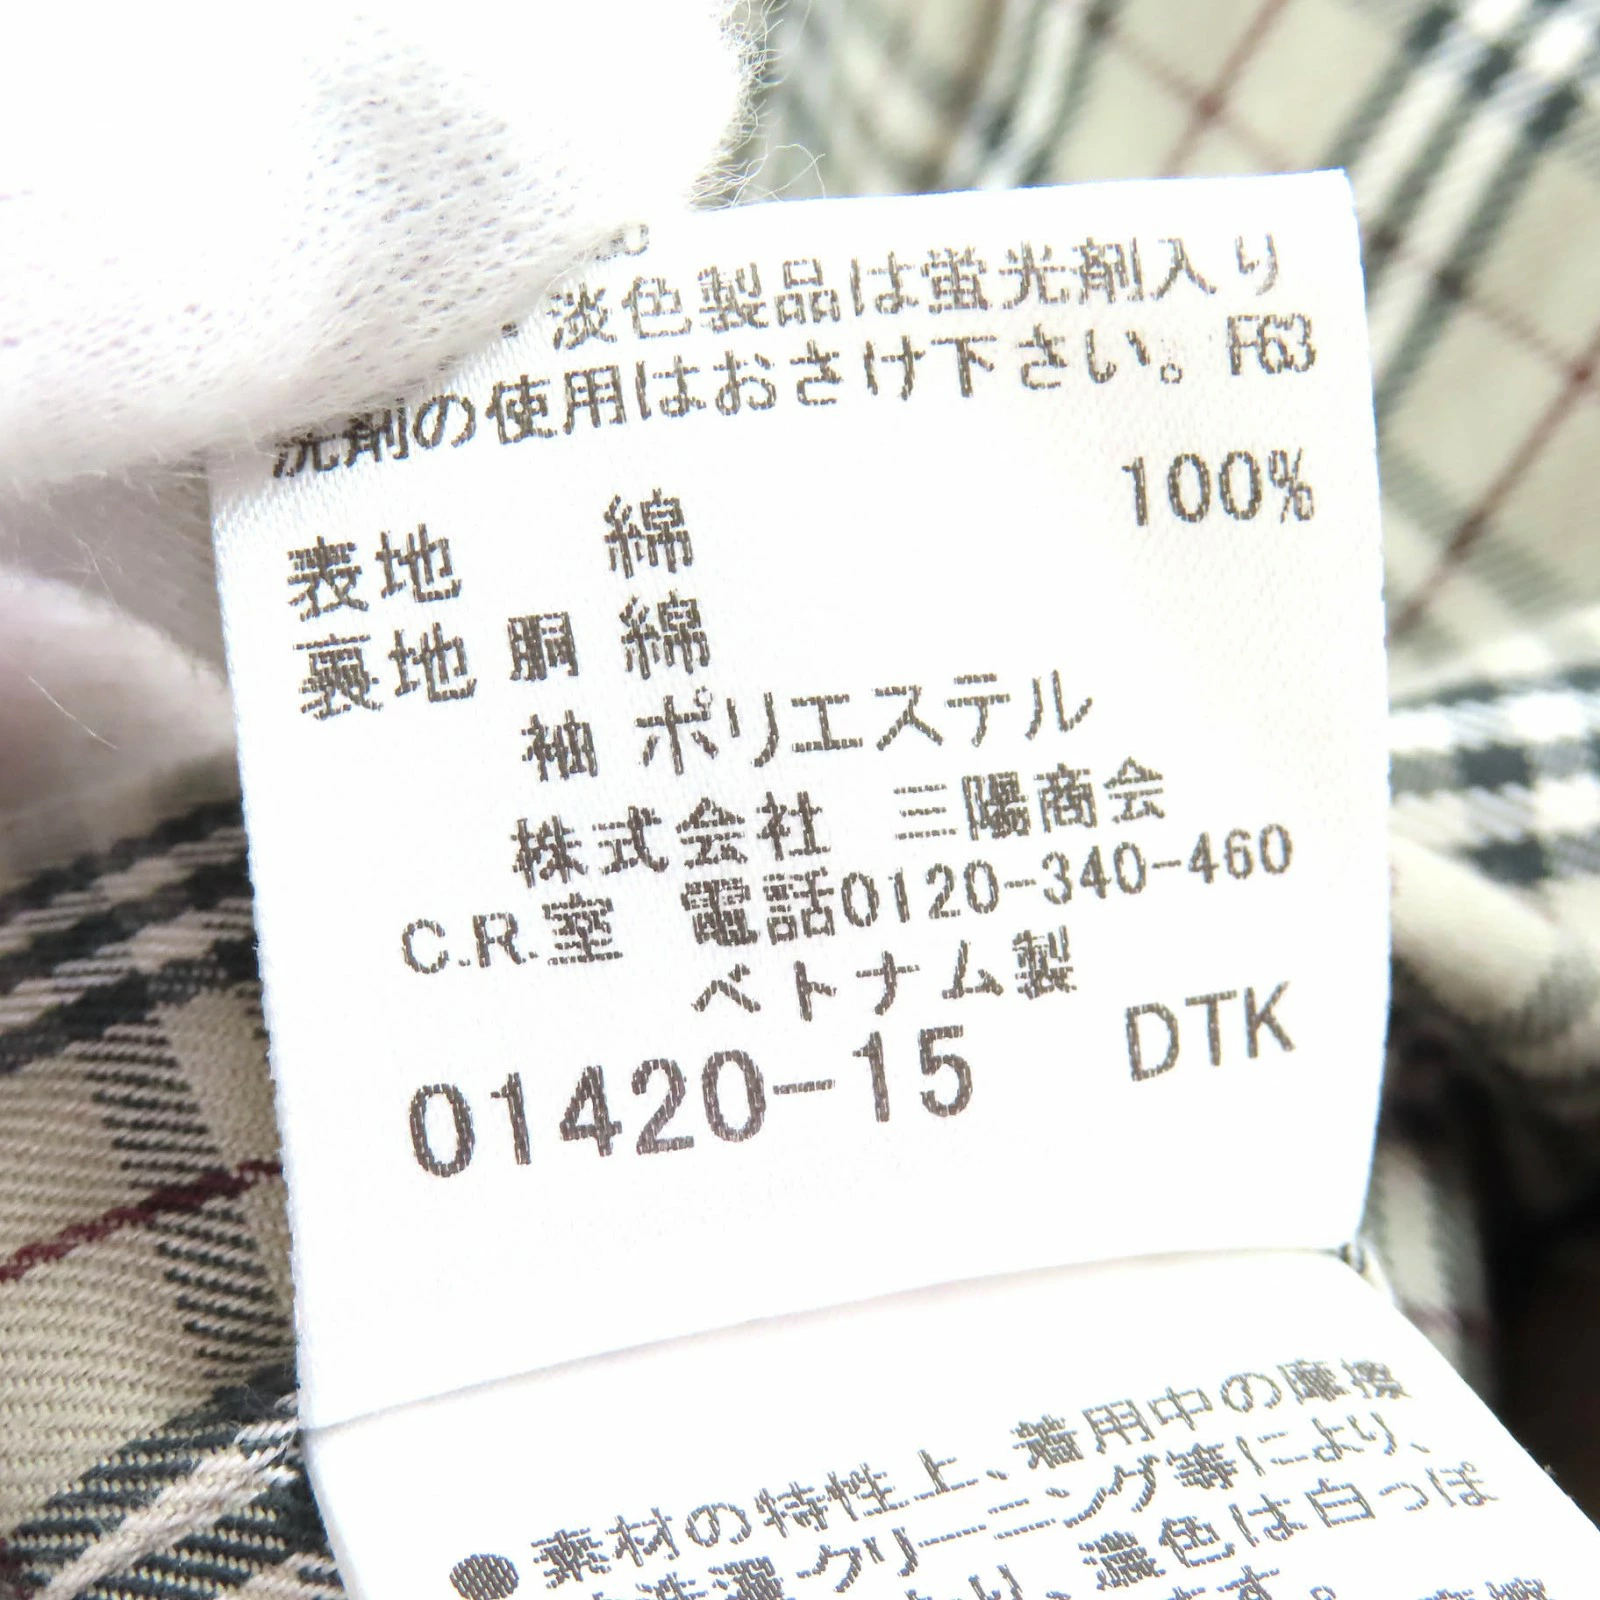 。
淡色製品は蛍光剤入り
洗剤の使用はおさけ下さい。F63
表地 綿 100%
裏地 胴 綿
袖 ポリエステル
株式会社 三陽商会
C.R.室 電話0120-340-460
ベトナム製
01420-15 DTK
●素材の特性上、着用中の摩擦
クリーニング等により、
濃色は白っぽ
す。